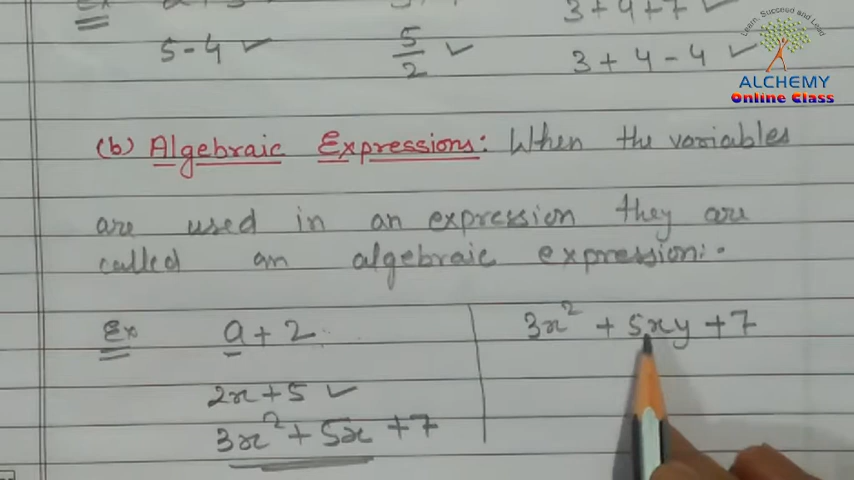 5-4 ✓
5/2 ✓
3+4+7 ✓
3+4-4 ✓
Learn, Succeed and Lead
ALCHEMY
Online Class
(b) Algebraic Expressions: When the variables
are used in an expression they are
called an algebraic expression:-
Ex a+2
2x+5 ✓
3x²+5x+7
3x²+5xy+7